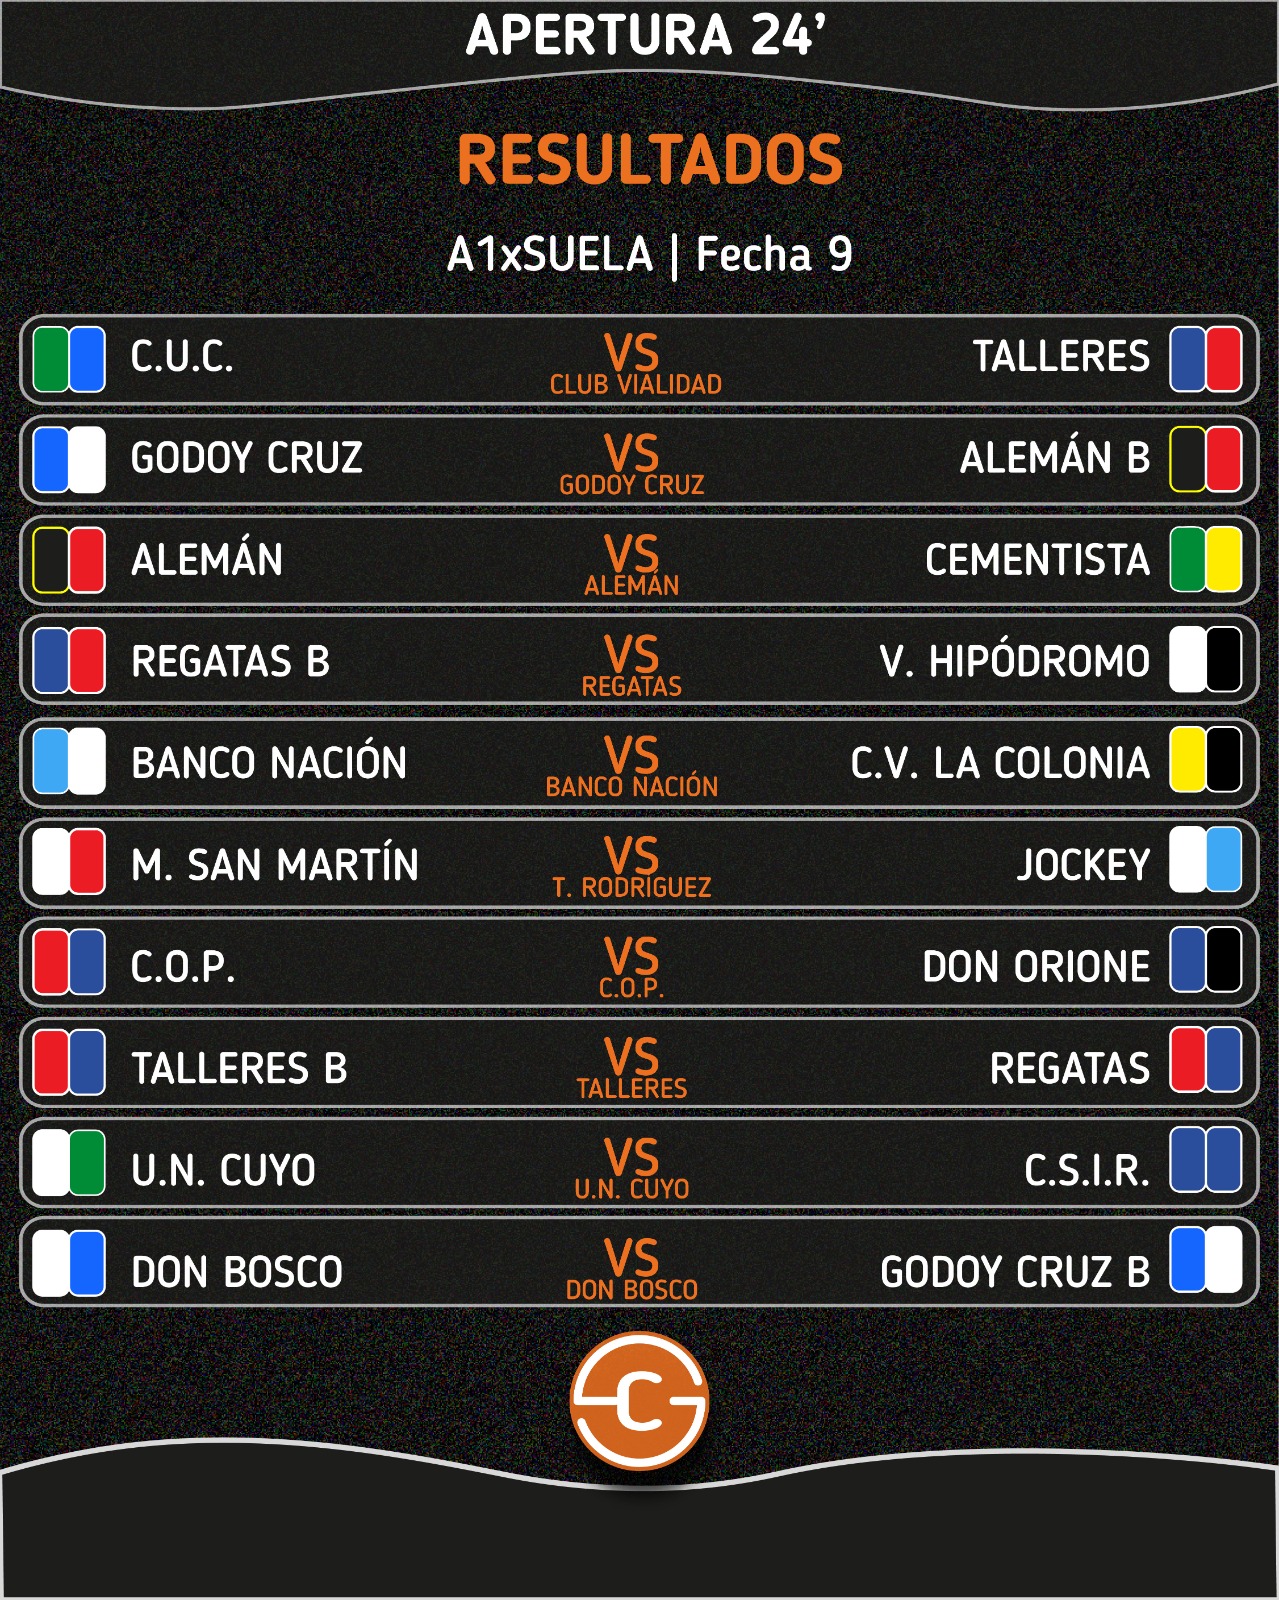 APERTURA 24’
RESULTADOS
A1xSUELA | Fecha 9
C.U.C. VS TALLERES
CLUB VIALIDAD
GODOY CRUZ VS ALEMÁN B
GODOY CRUZ
ALEMÁN VS CEMENTISTA
ALEMÁN
REGATAS B VS V. HIPÓDROMO
REGATAS
BANCO NACIÓN VS C.V. LA COLONIA
BANCO NACIÓN
M. SAN MARTÍN VS JOCKEY
T. RODRÍGUEZ
C.O.P. VS DON ORIONE
C.O.P.
TALLERES B VS REGATAS
TALLERES
U.N. CUYO VS C.S.I.R.
U.N. CUYO
DON BOSCO VS GODOY CRUZ B
DON BOSCO
C